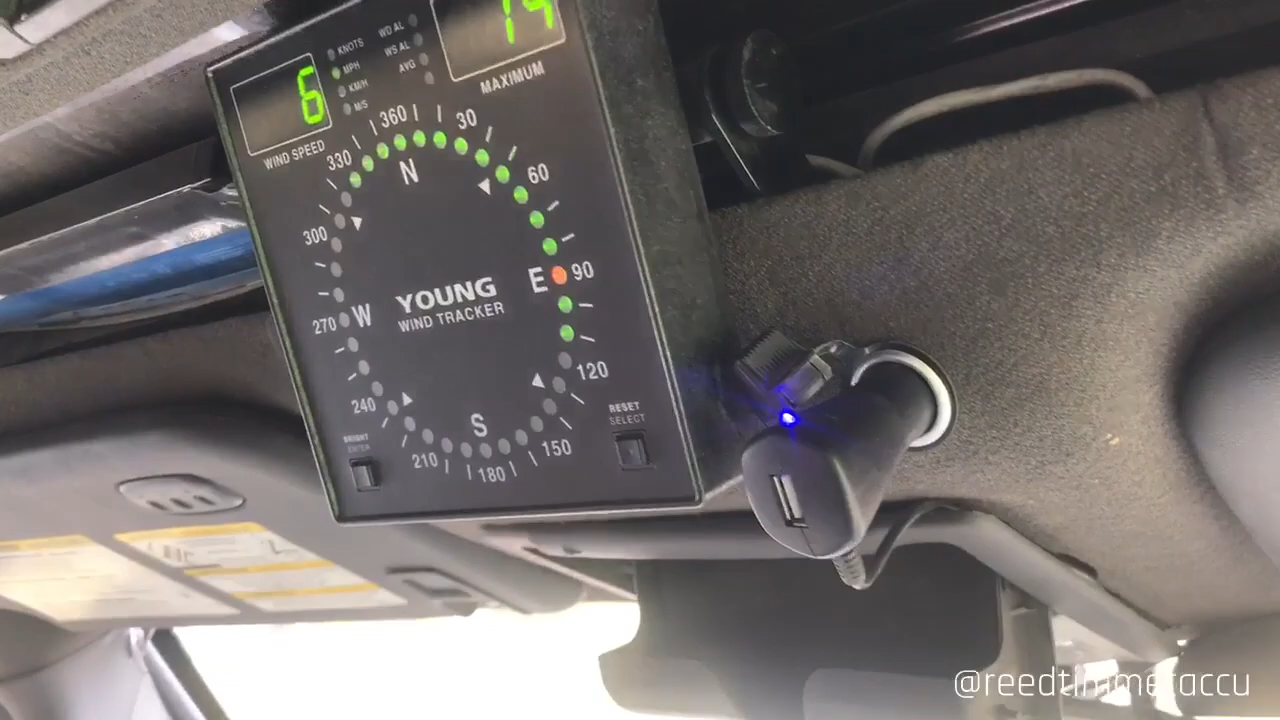 6
WIND SPEED
KNOTS
MPH
KM/H
M/S
WD AL
WS AL
AVG
MAXIMUM
360
30
60
E 90
120
150
180
210
240
270 W
300
330
N
S
YOUNG
WIND TRACKER
BRIGHT
ENTER
RESET
SELECT
@reedtimmeraccu